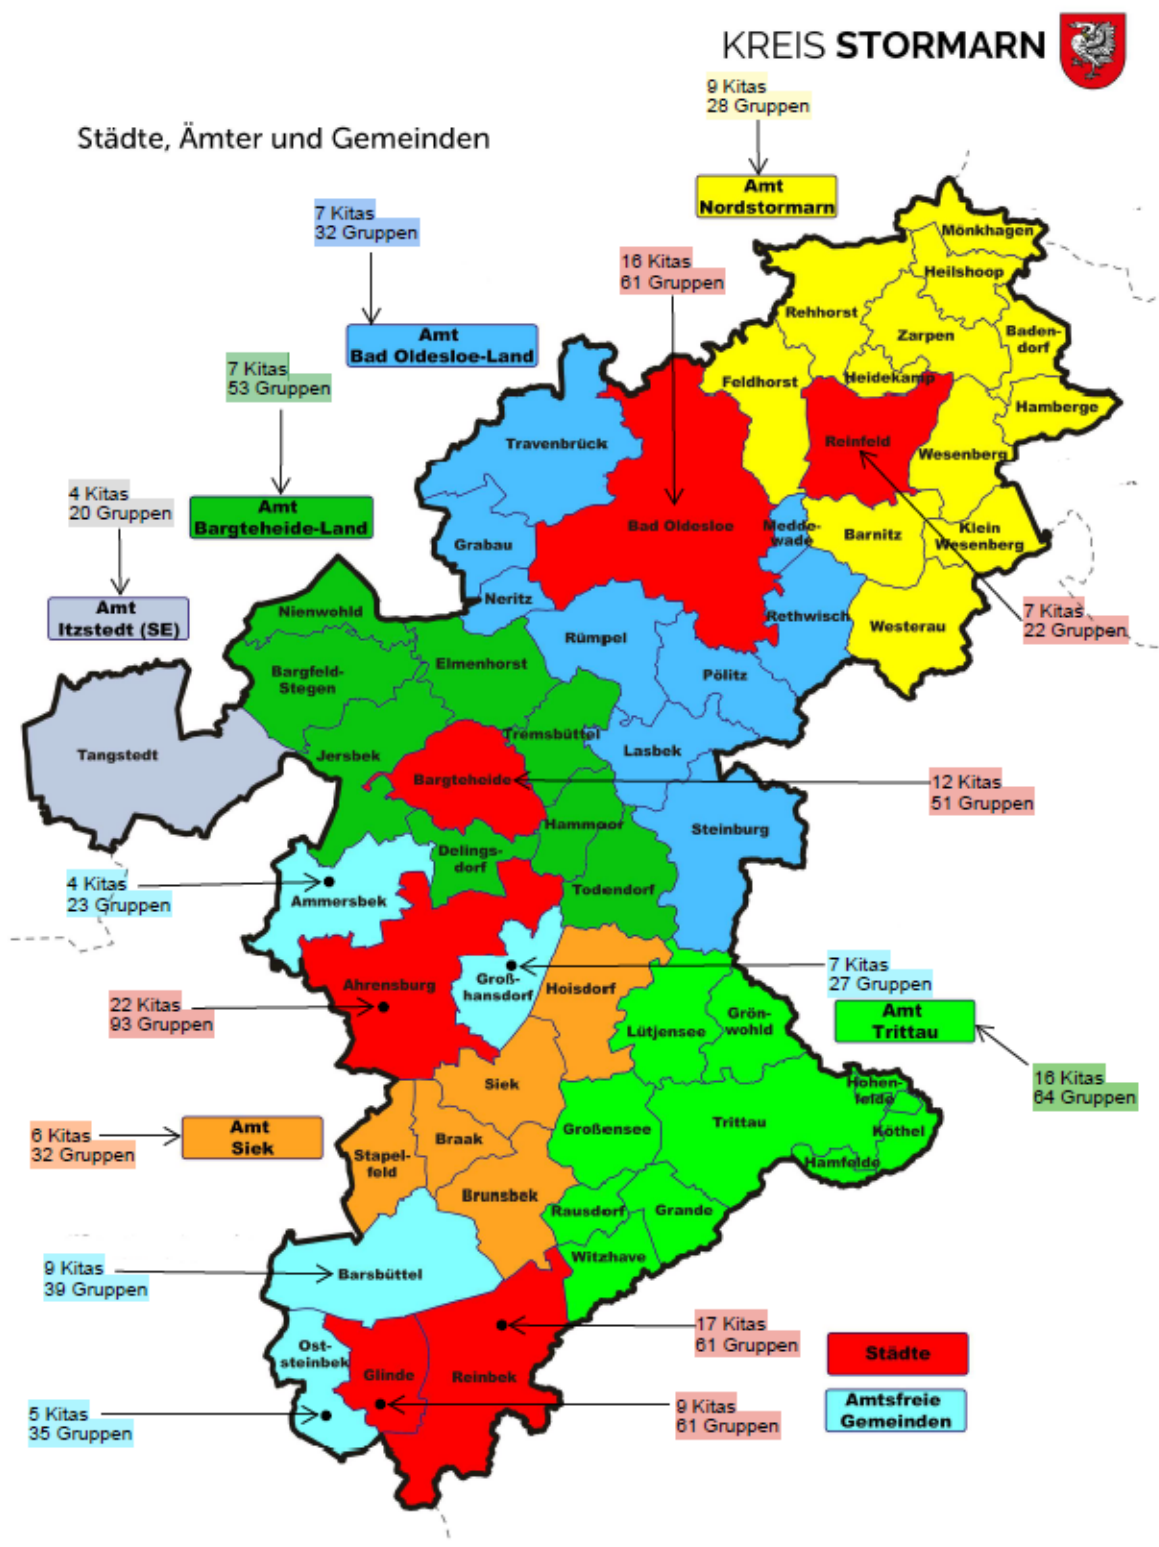 KREIS STORMARN
9 Kitas
28 Gruppen
Städte, Ämter und Gemeinden
Amt
Nordstormarn
7 Kitas
32 Gruppen
Mönkhagen
16 Kitas
61 Gruppen
Heilshoop
Rehhorst
Zarpen
Baden-
dorf
Amt
Bad Oldesloe-Land
7 Kitas
53 Gruppen
Feldhorst
Heidekamp
Hamberge
Travenbrück
Reinfeld
Wesenberg
4 Kitas
20 Gruppen
Amt
Bargteheide-Land
Bad Oldesloe
Medde-
wade
Barnitz
Klein
Wesenberg
Grabau
Neritz
Amt
Itzstedt (SE)
Nienwohld
Rethwisch
Westerau
7 Kitas
22 Gruppen
Rümpel
Elmenhorst
Bargfeld-
Stegen
Pölitz
Tremsbüttel
Lasbek
Tangstedt
Jersbek
Bargteheide
12 Kitas
51 Gruppen
Hammoor
Steinburg
Delings-
dorf
4 Kitas
23 Gruppen
Todendorf
Ammersbek
7 Kitas
27 Gruppen
Ahrensburg
Groß-
hansdorf
Hoisdorf
22 Kitas
93 Gruppen
Lütjensee
Grön-
wohld
Amt
Trittau
16 Kitas
64 Gruppen
Siek
Hohen-
felde
6 Kitas
32 Gruppen
Amt
Siek
Braak
Großensee
Trittau
Köthel
Stapel-
feld
Hamfelde
Brunsbek
Rausdorf
Grande
Witzhave
9 Kitas
39 Gruppen
Barsbüttel
17 Kitas
61 Gruppen
Ost-
steinbek
Glinde
Reinbek
Städte
5 Kitas
35 Gruppen
9 Kitas
61 Gruppen
Amtsfreie
Gemeinden